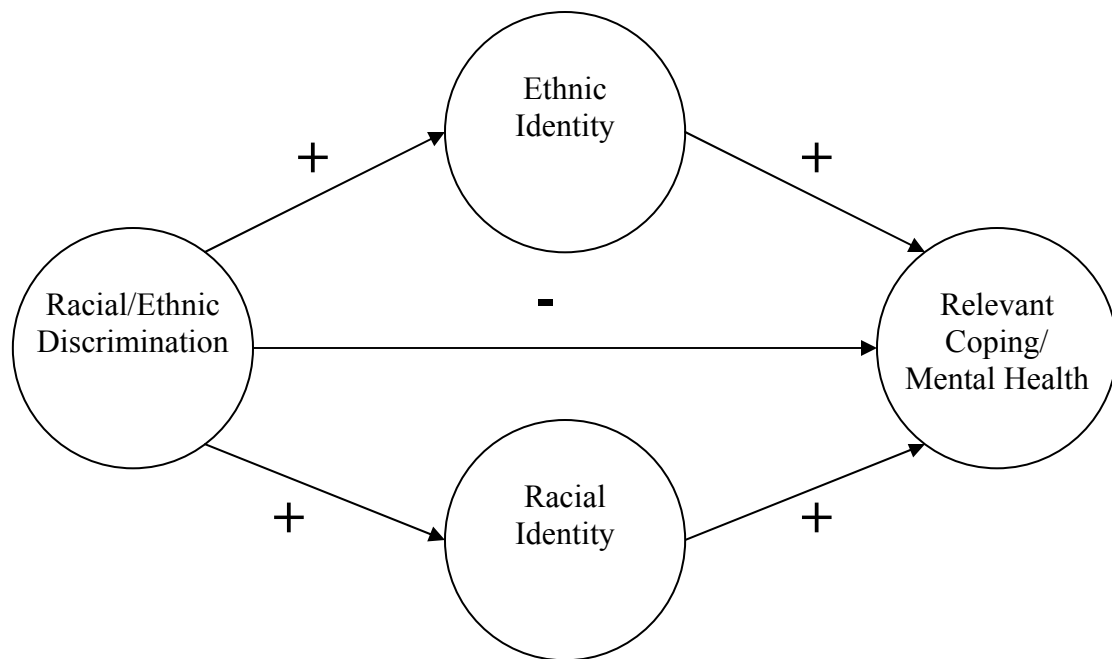 Ethnic
Identity
+
+
Racial/Ethnic
Discrimination
-
Relevant
Coping/
Mental Health
Racial
Identity
+
+